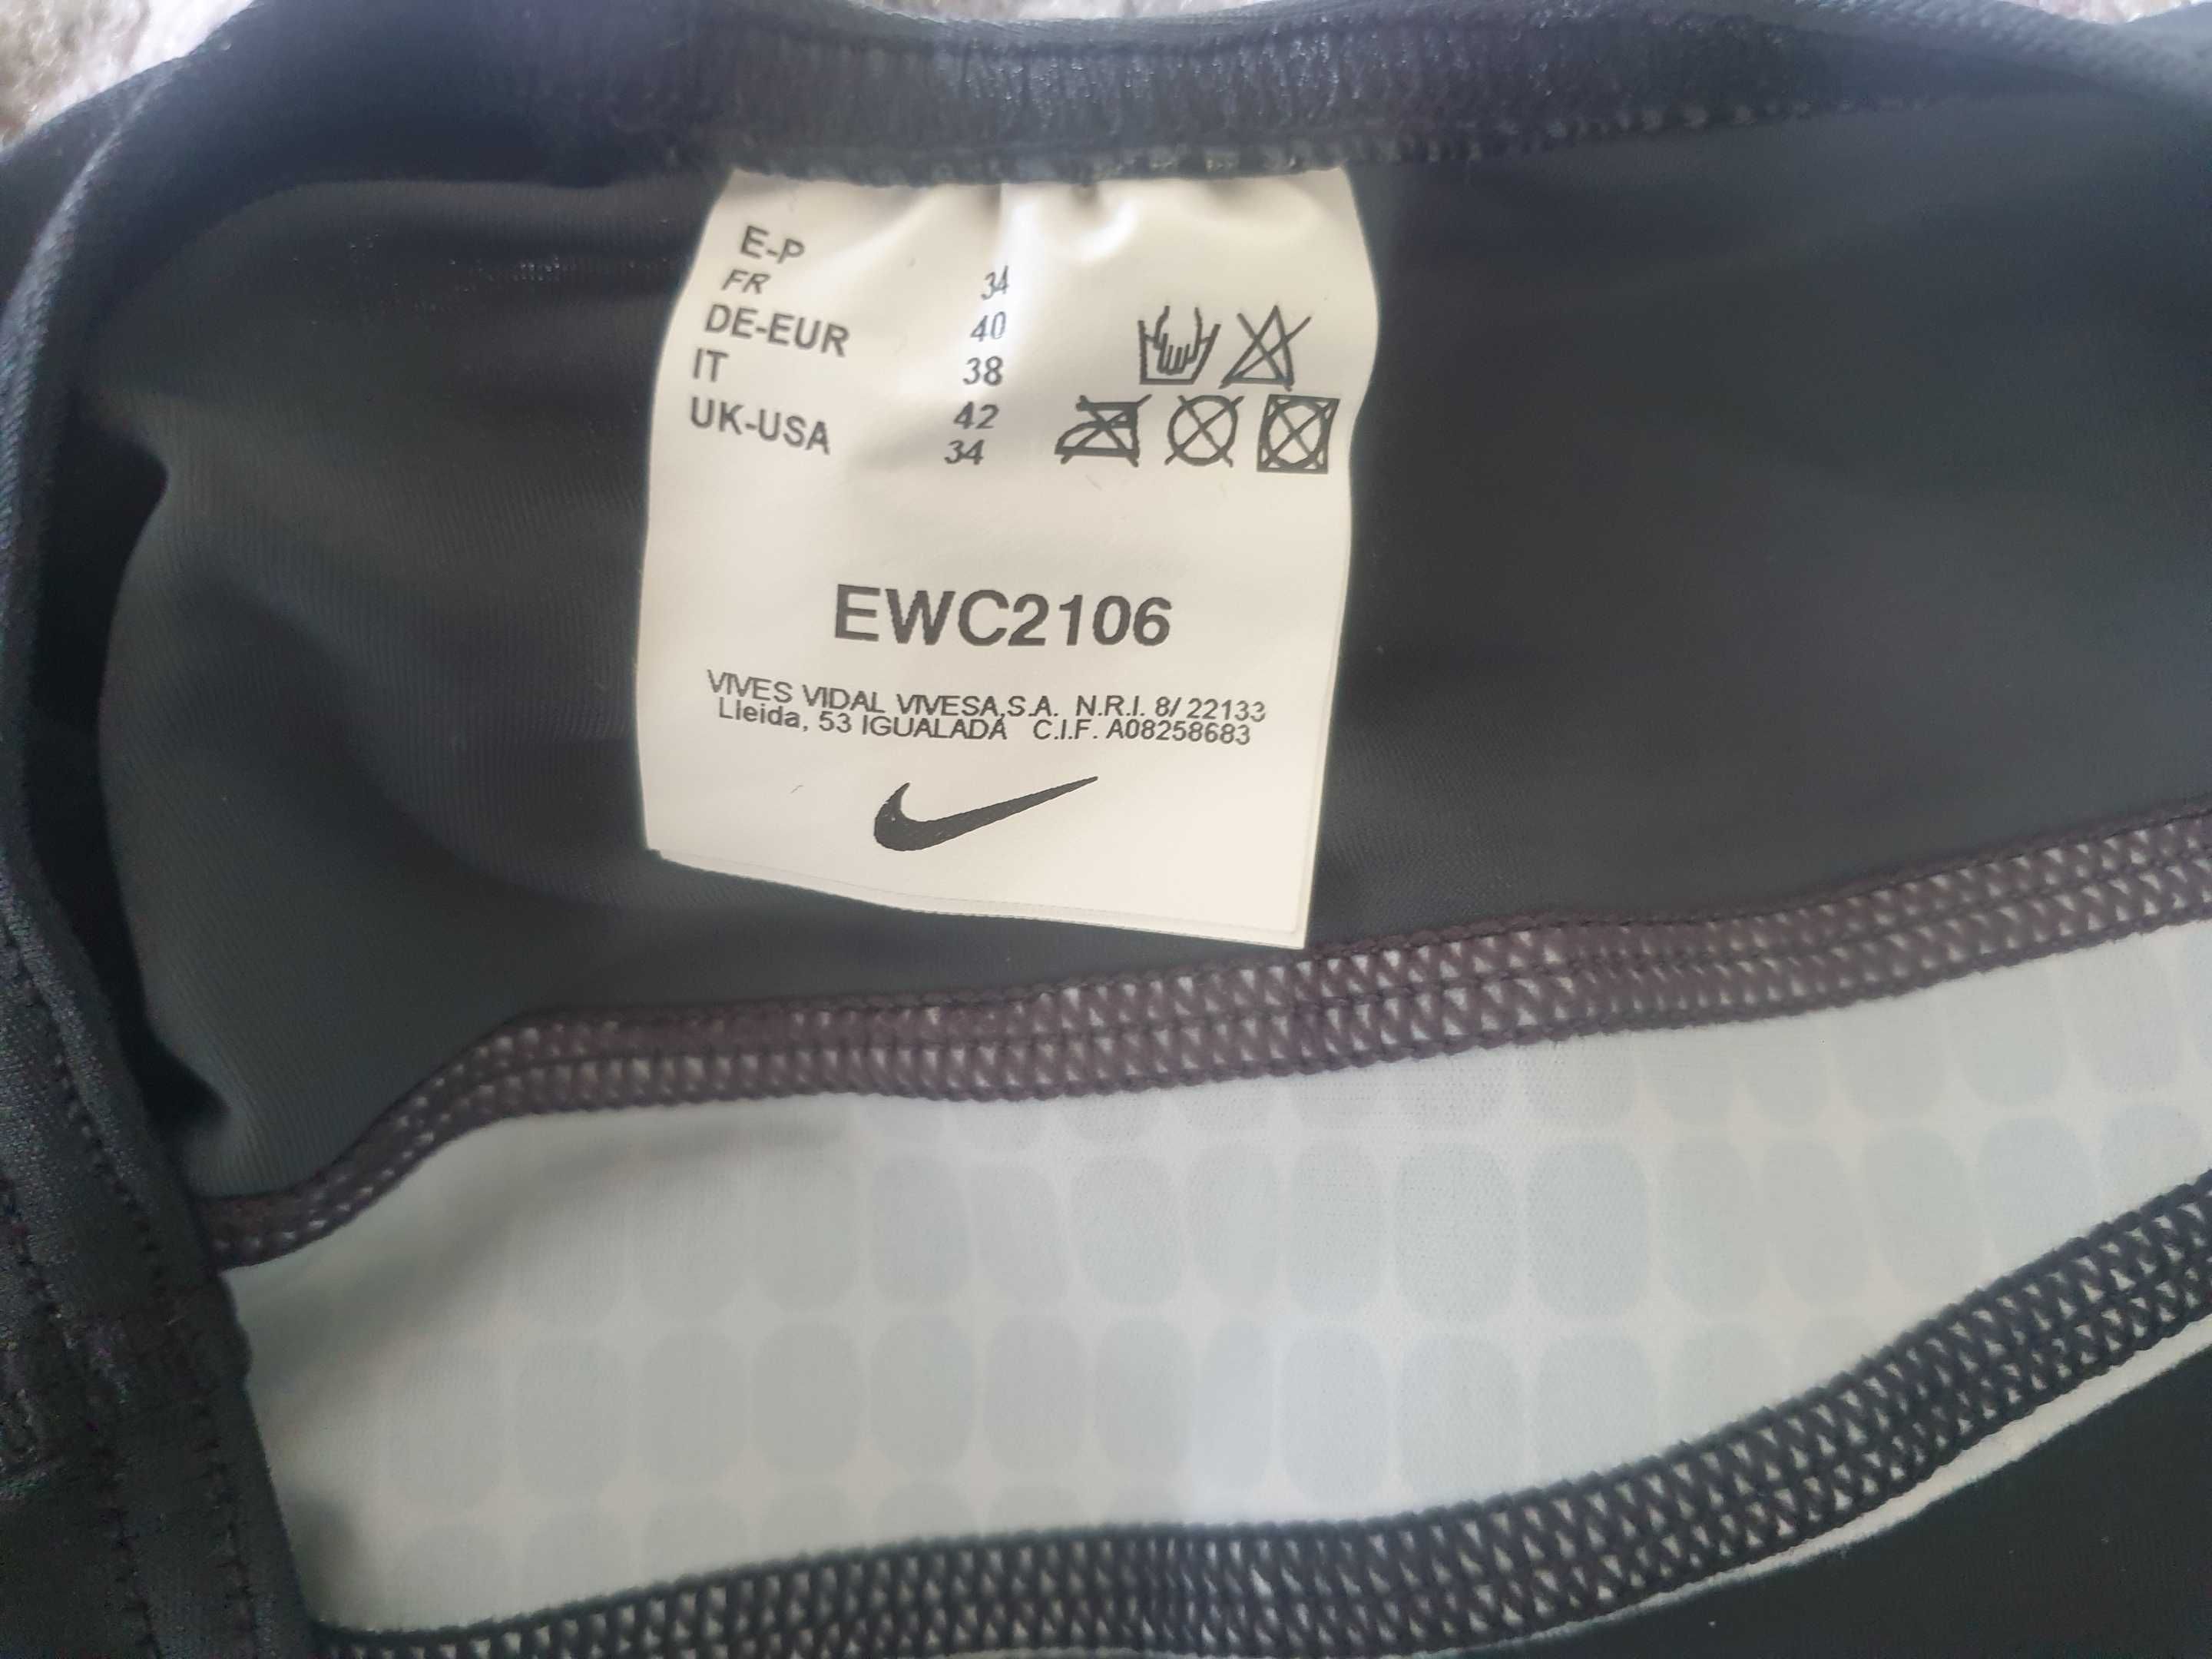 E-P 34
FR 40
DE-EUR 38
IT 42
UK-USA 34
EWC2106
VIVES VIDAL VIVESA,S.A. N.R.I. 8/ 22133
Lleida, 53 IGUALADA C.I.F. A08258683